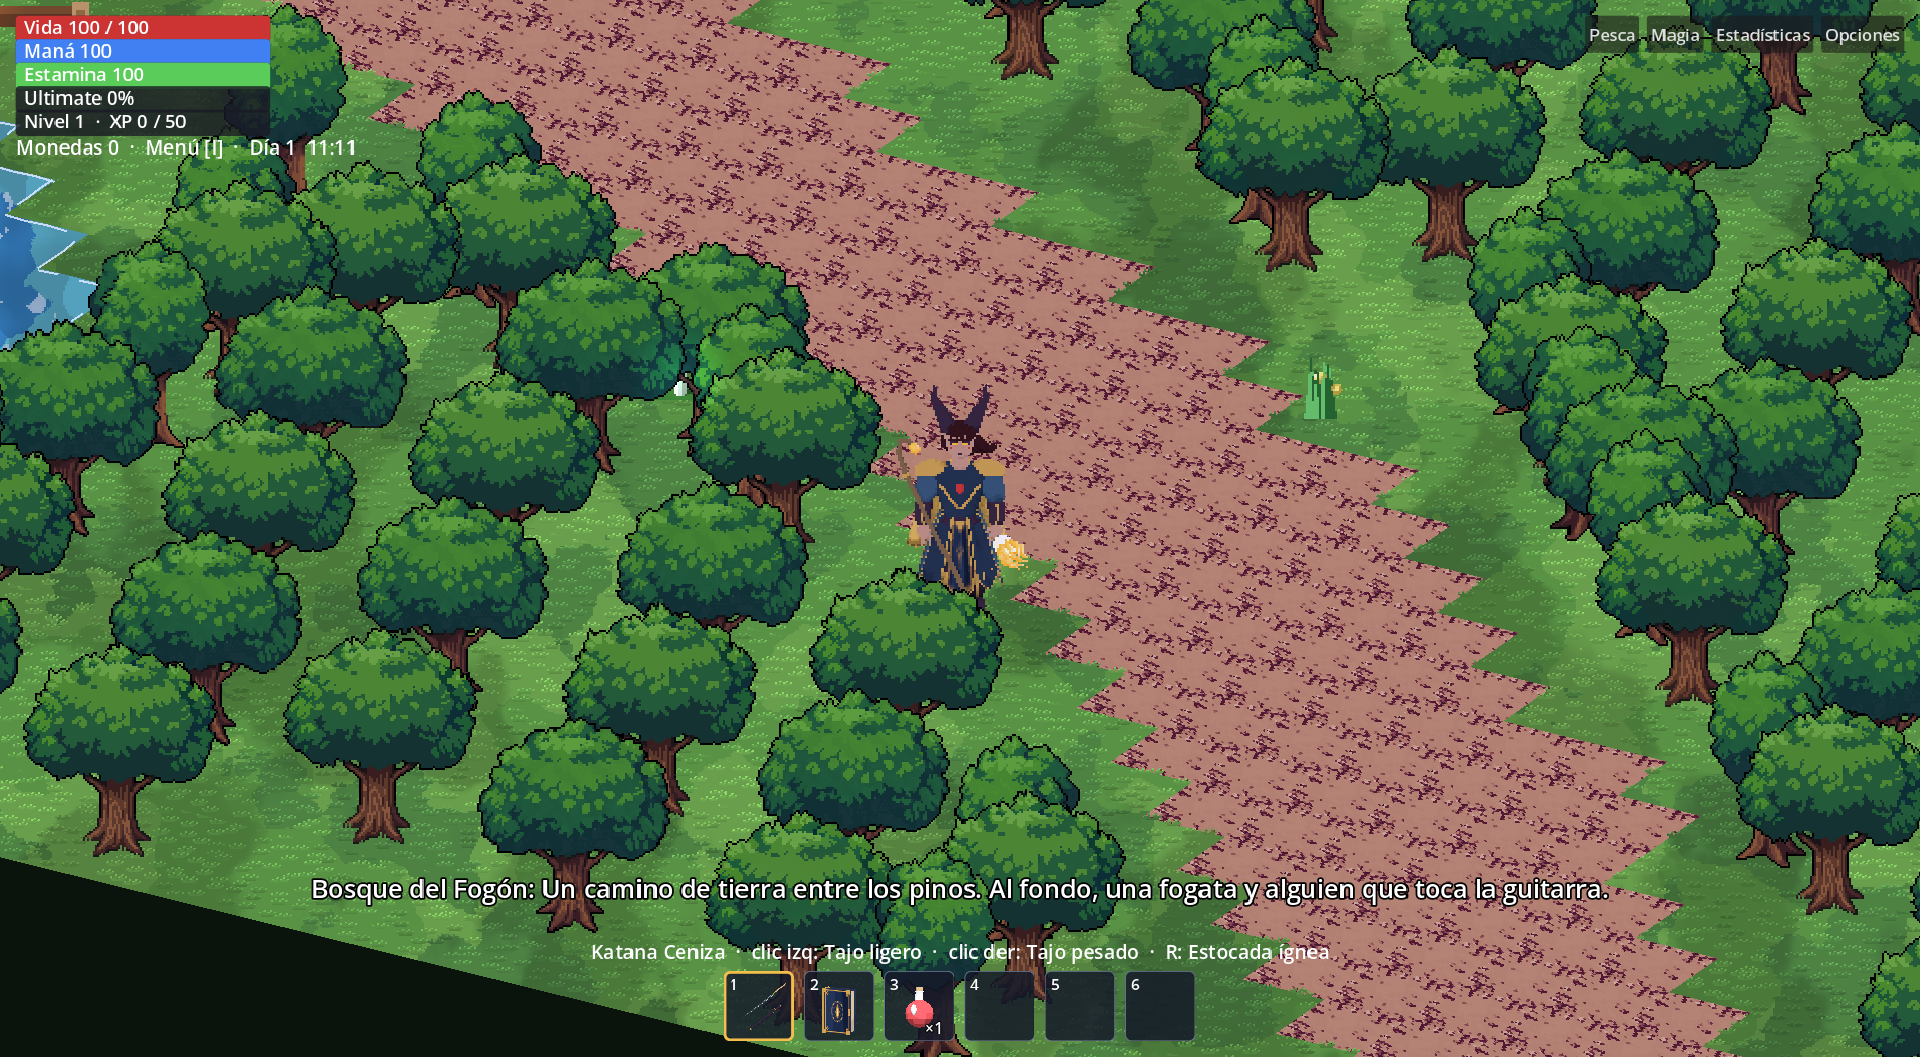 Vida 100 / 100
Maná 100
Estamina 100
Ultimate 0%
Nivel 1 · XP 0 / 50
Monedas 0 · Menú [I] · Día 1 11:11
Pesca Magia Estadísticas Opciones
Bosque del Fogón: Un camino de tierra entre los pinos. Al fondo, una fogata y alguien que toca la guitarra.
Katana Ceniza · clic izq: Tajo ligero · clic der: Tajo pesado · R: Estocada ígnea
1 2 3 4 5 6
×1